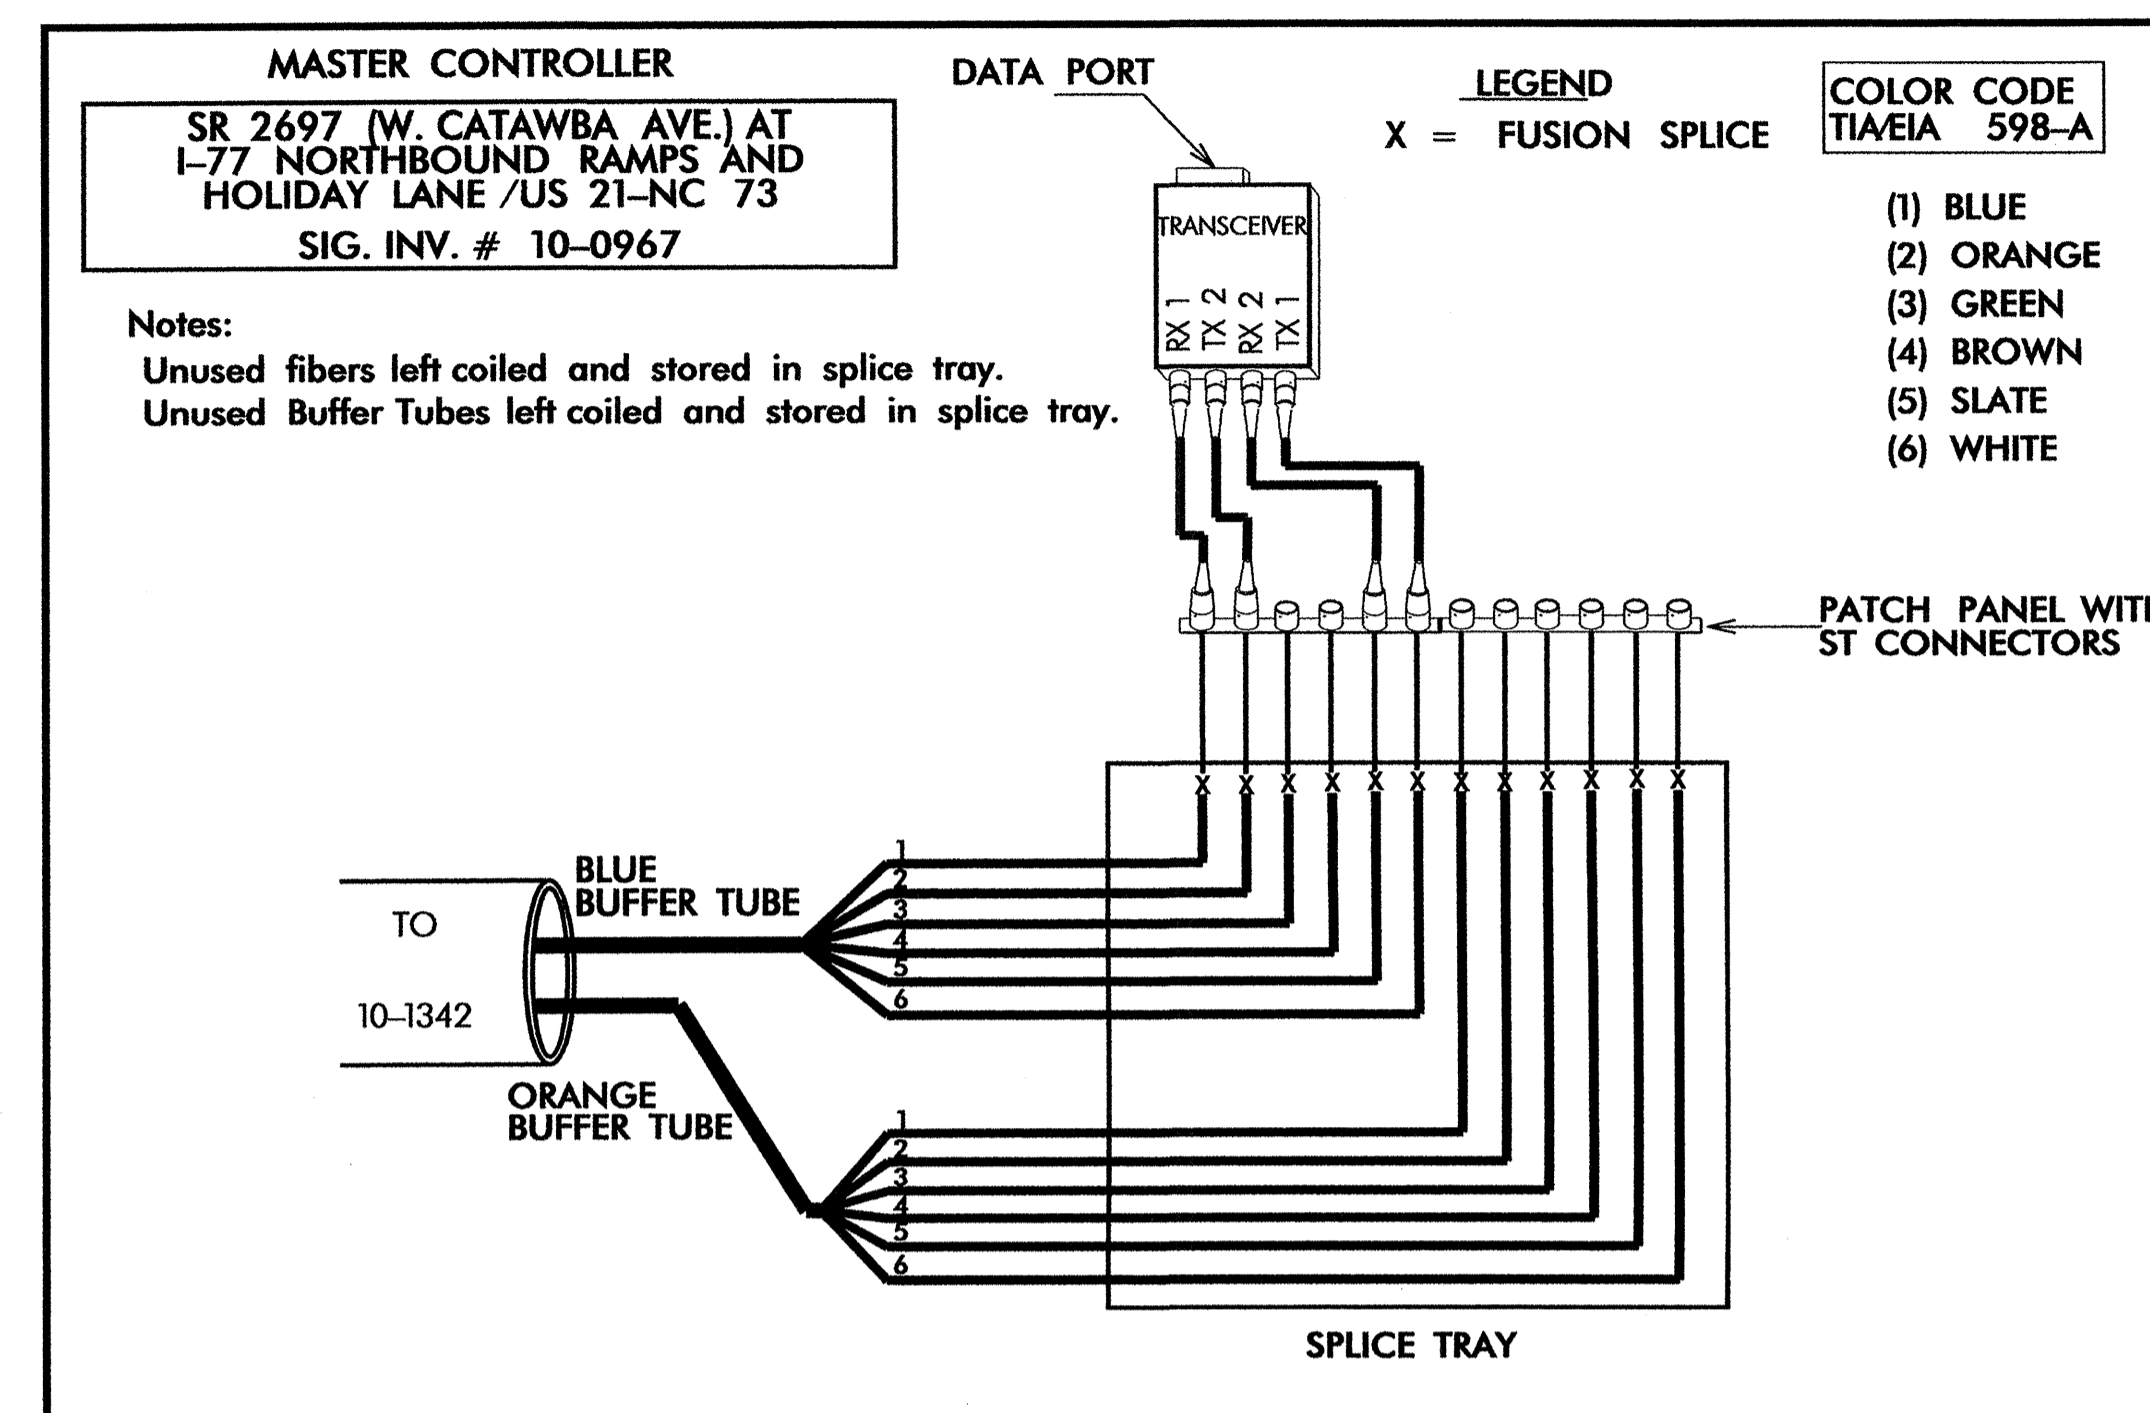 MASTER CONTROLLER
SR 2697 (W. CATAWBA AVE.) AT
I-77 NORTHBOUND RAMPS AND
HOLIDAY LANE /US 21-NC 73
SIG. INV. # 10-0967
Notes:
Unused fibers left coiled and stored in splice tray.
Unused Buffer Tubes left coiled and stored in splice tray.
DATA PORT
TRANSCEIVER
RX 1
TX 2
RX 2
TX 1
LEGEND
X = FUSION SPLICE
COLOR CODE
TIA/EIA 598-A
(1) BLUE
(2) ORANGE
(3) GREEN
(4) BROWN
(5) SLATE
(6) WHITE
PATCH PANEL WITH
ST CONNECTORS
X X X X X X X X X X X X
BLUE
BUFFER TUBE
1
2
3
4
5
6
TO
10-1342
ORANGE
BUFFER TUBE
1
2
3
4
5
6
SPLICE TRAY